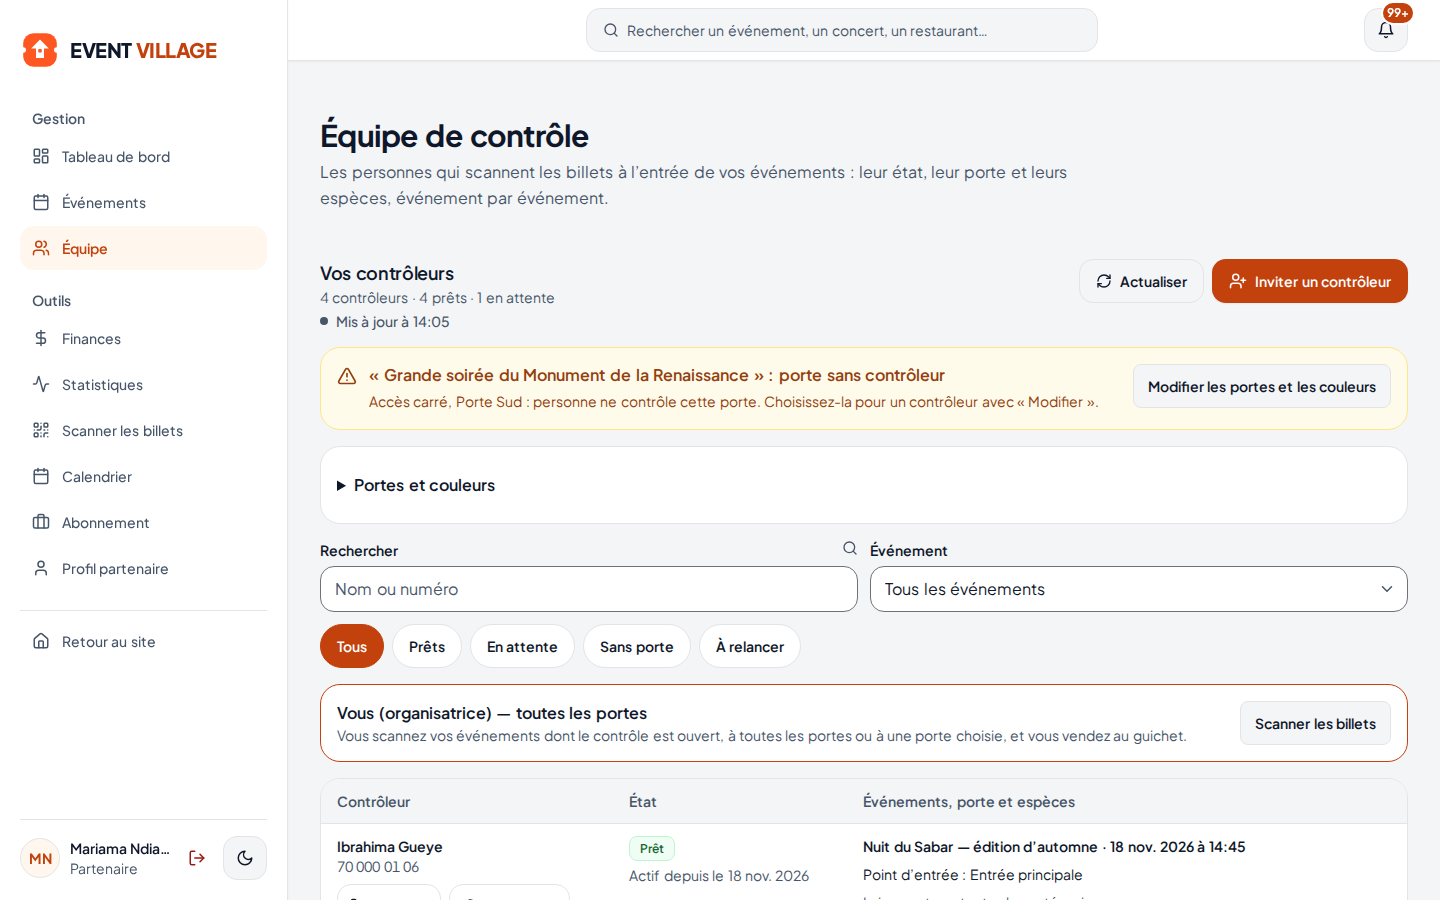 EVENT VILLAGE
Rechercher un événement, un concert, un restaurant…
99+
Gestion
Tableau de bord
Événements
Équipe
Outils
Finances
Statistiques
Scanner les billets
Calendrier
Abonnement
Profil partenaire
Retour au site
MN
Mariama Ndia…
Partenaire
Équipe de contrôle
Les personnes qui scannent les billets à l’entrée de vos événements : leur état, leur porte et leurs
espèces, événement par événement.
Vos contrôleurs
4 contrôleurs · 4 prêts · 1 en attente
Mis à jour à 14:05
Actualiser
Inviter un contrôleur
« Grande soirée du Monument de la Renaissance » : porte sans contrôleur
Accès carré, Porte Sud : personne ne contrôle cette porte. Choisissez-la pour un contrôleur avec « Modifier ».
Modifier les portes et les couleurs
Portes et couleurs
Rechercher
Nom ou numéro
Événement
Tous les événements
Tous
Prêts
En attente
Sans porte
À relancer
Vous (organisatrice) — toutes les portes
Vous scannez vos événements dont le contrôle est ouvert, à toutes les portes ou à une porte choisie, et vous vendez au guichet.
Scanner les billets
Contrôleur
État
Événements, porte et espèces
Ibrahima Gueye
70 000 01 06
Prêt
Actif depuis le 18 nov. 2026
Nuit du Sabar — édition d’automne · 18 nov. 2026 à 14:45
Point d’entrée : Entrée principale